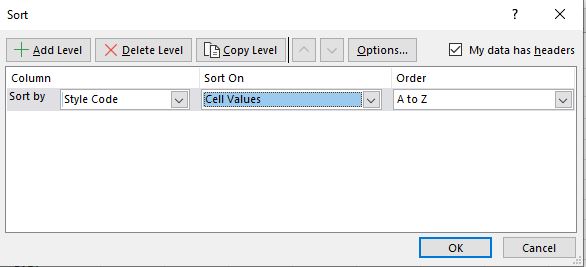 Sort
?
Add Level Delete Level Copy Level Options... My data has headers
Column Sort On Order
Sort by Style Code Cell Values A to Z
OK Cancel